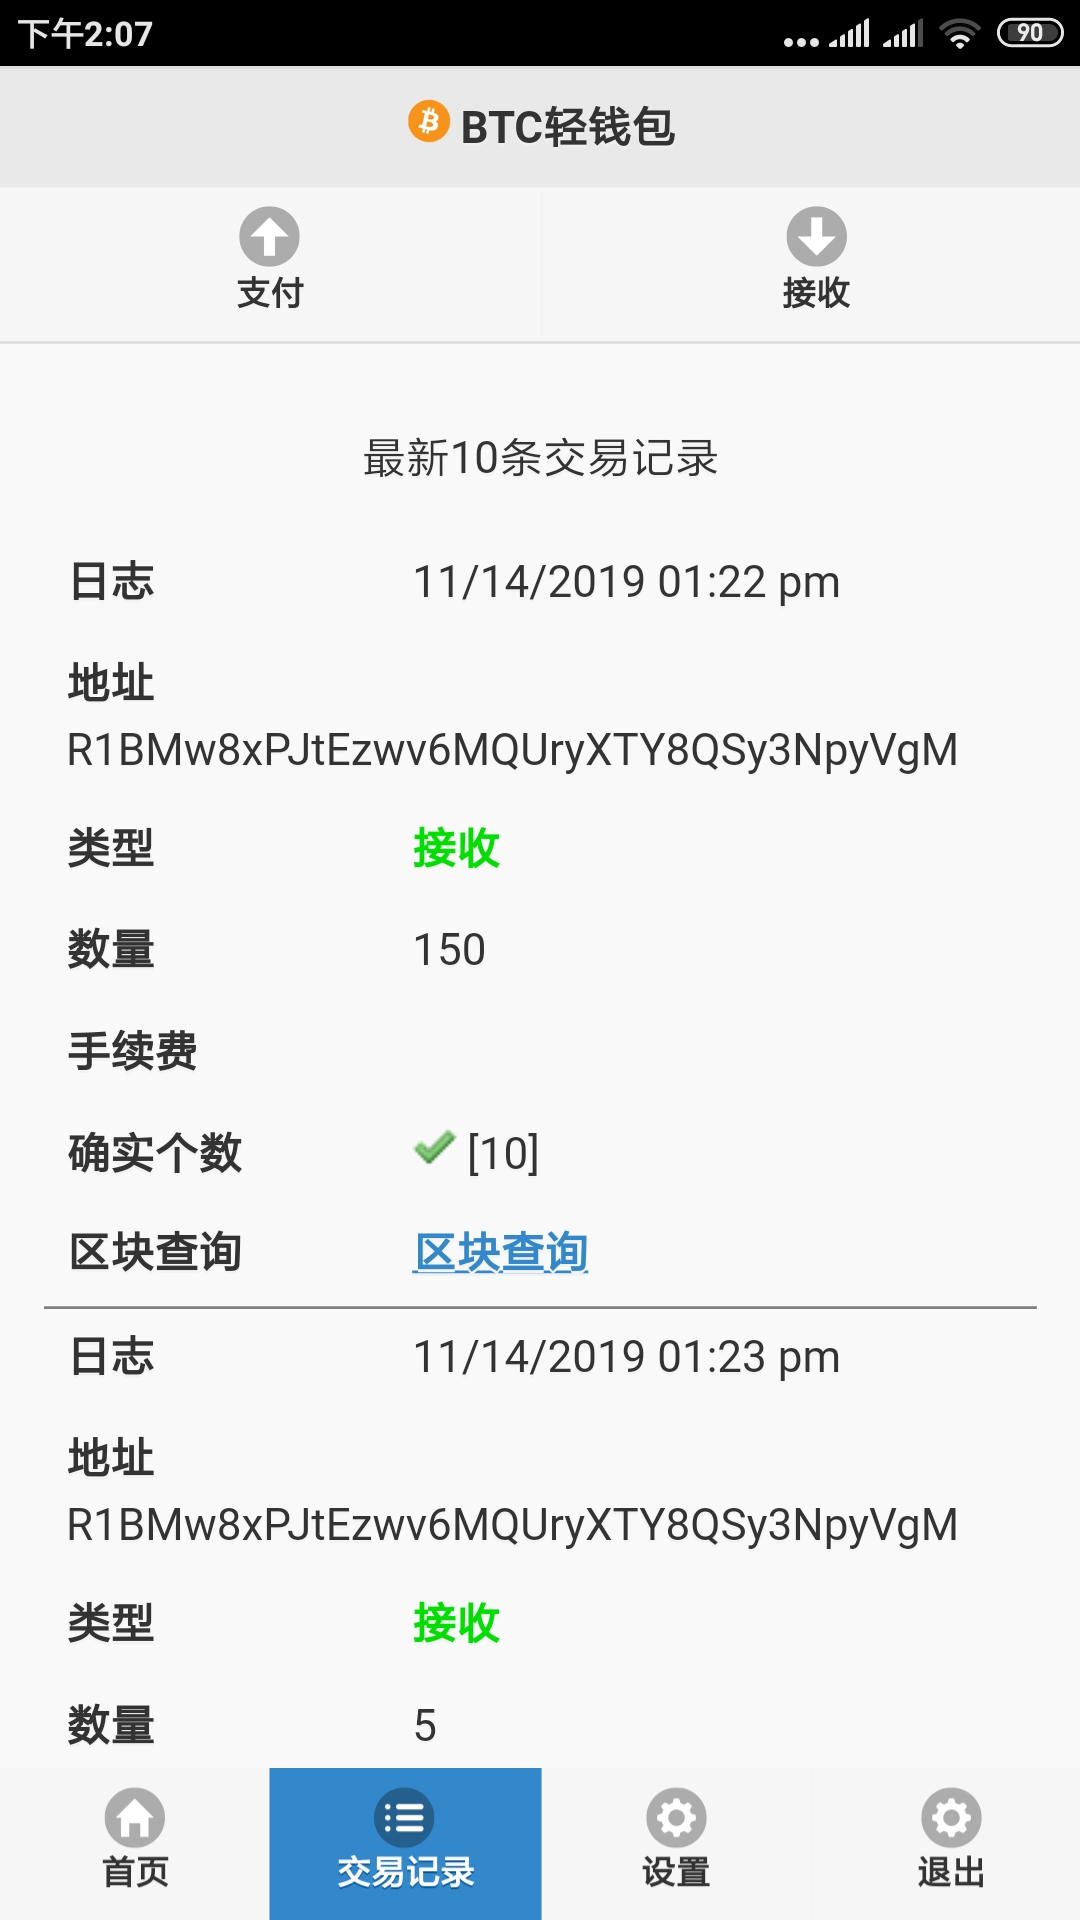 下午2:07
90
BTC轻钱包
支付
接收
最新10条交易记录
日志 11/14/2019 01:22 pm
地址
R1BMw8xPJtEzwv6MQUryXTY8QSy3NpyVgM
类型 接收
数量 150
手续费
确实个数 [10]
区块查询 区块查询
日志 11/14/2019 01:23 pm
地址
R1BMw8xPJtEzwv6MQUryXTY8QSy3NpyVgM
类型 接收
数量 5
首页
交易记录
设置
退出